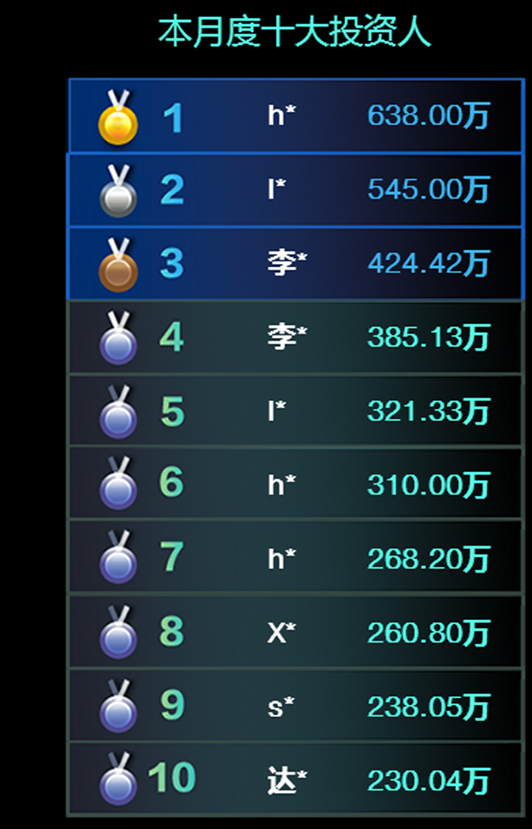 本月度十大投资人
1 h* 638.00万
2 l* 545.00万
3 李* 424.42万
4 李* 385.13万
5 l* 321.33万
6 h* 310.00万
7 h* 268.20万
8 X* 260.80万
9 s* 238.05万
10 达* 230.04万